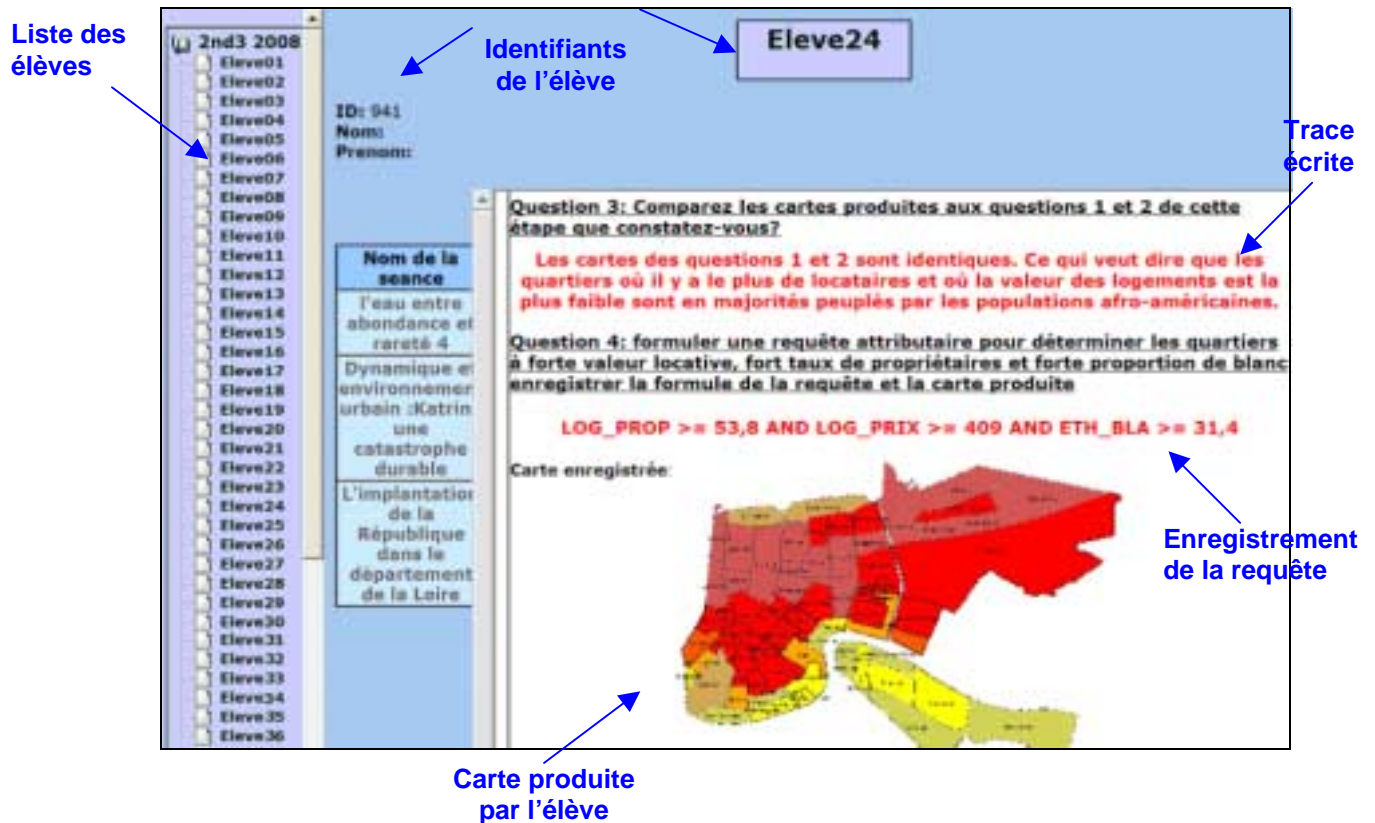 Liste des
élèves
2nd3 2008
Eleve01
Eleve02
Eleve03
Eleve04
Eleve05
Eleve06
Eleve07
Eleve08
Eleve09
Eleve10
Eleve11
Eleve12
Eleve13
Eleve14
Eleve15
Eleve16
Eleve17
Eleve18
Eleve19
Eleve20
Eleve21
Eleve22
Eleve23
Eleve24
Eleve25
Eleve26
Eleve27
Eleve28
Eleve29
Eleve30
Eleve31
Eleve32
Eleve33
Eleve34
Eleve35
Eleve36
Identifiants
de l’élève
Eleve24
ID: 941
Nom:
Prenom:
Trace
écrite
Nom de la
seance
l'eau entre
abondance et
rareté 4
Dynamique et
environnemen
urbain :Katrin
une
catastrophe
durable
L'implantation
de la
République
dans le
département
de la Loire
Question 3: Comparez les cartes produites aux questions 1 et 2 de cette
étape que constatez-vous?
Les cartes des questions 1 et 2 sont identiques. Ce qui veut dire que les
quartiers où il y a le plus de locataires et où la valeur des logements est la
plus faible sont en majorités peuplés par les populations afro-américaines.
Question 4: formuler une requête attributaire pour déterminer les quartiers
à forte valeur locative, fort taux de propriétaires et forte proportion de blanc
enregistrer la formule de la requête et la carte produite
LOG_PROP >= 53,8 AND LOG_PRIX >= 409 AND ETH_BLA >= 31,4
Carte enregistrée
Enregistrement
de la requête
Carte produite
par l’élève